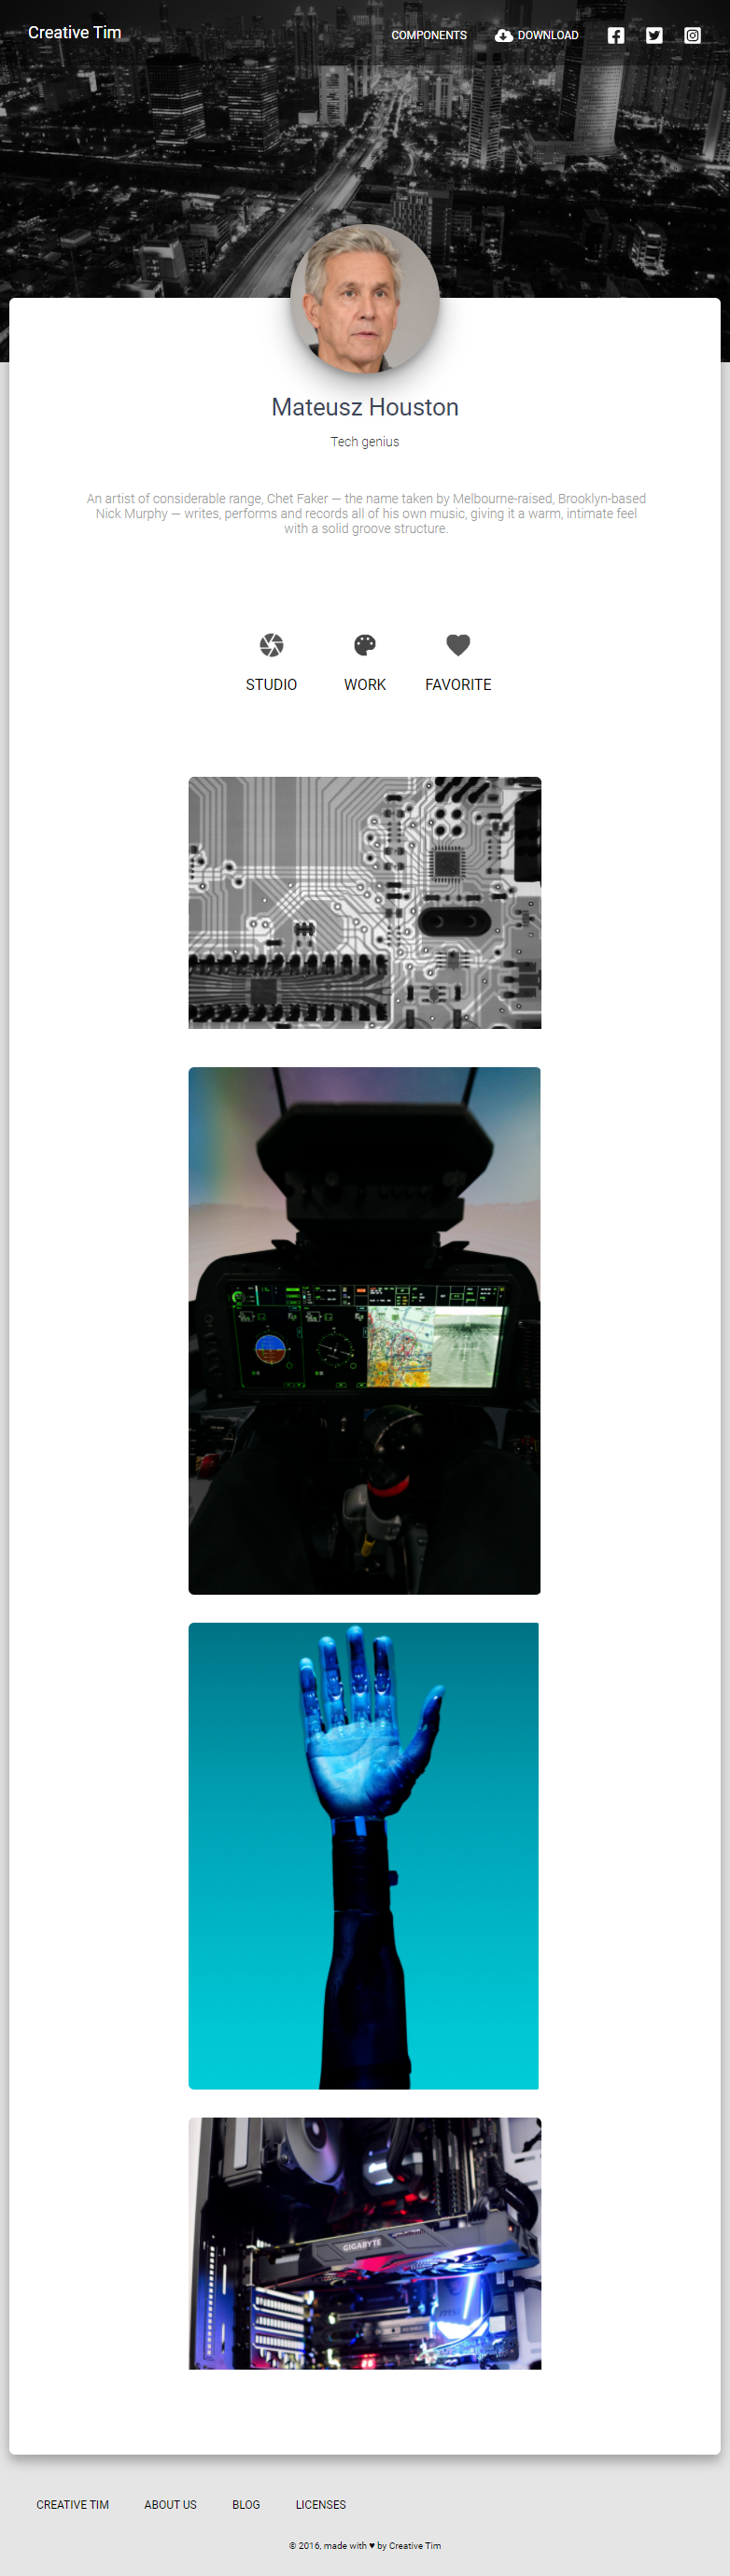 Creative Tim
COMPONENTS
DOWNLOAD
Mateusz Houston
Tech genius
An artist of considerable range, Chet Faker — the name taken by Melbourne-raised, Brooklyn-based
Nick Murphy — writes, performs and records all of his own music, giving it a warm, intimate feel
with a solid groove structure.
STUDIO
WORK
FAVORITE
GIGABYTE
CREATIVE TIM
ABOUT US
BLOG
LICENSES
© 2016, made with ♥ by Creative Tim